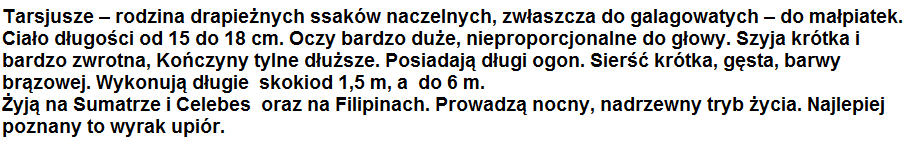 Tarsjusze – rodzina drapieżnych ssaków naczelnych, zwłaszcza do galagowatych – do małpiatek.
Ciało długości od 15 do 18 cm. Oczy bardzo duże, nieproporcjonalne do głowy. Szyja krótka i
bardzo zwrotna, Kończyny tylne dłuższe. Posiadają długi ogon. Sierść krótka, gęsta, barwy
brązowej. Wykonują długie  skokiod 1,5 m, a  do 6 m.
Żyją na Sumatrze i Celebes  oraz na Filipinach. Prowadzą nocny, nadrzewny tryb życia. Najlepiej
poznany to wyrak upiór.